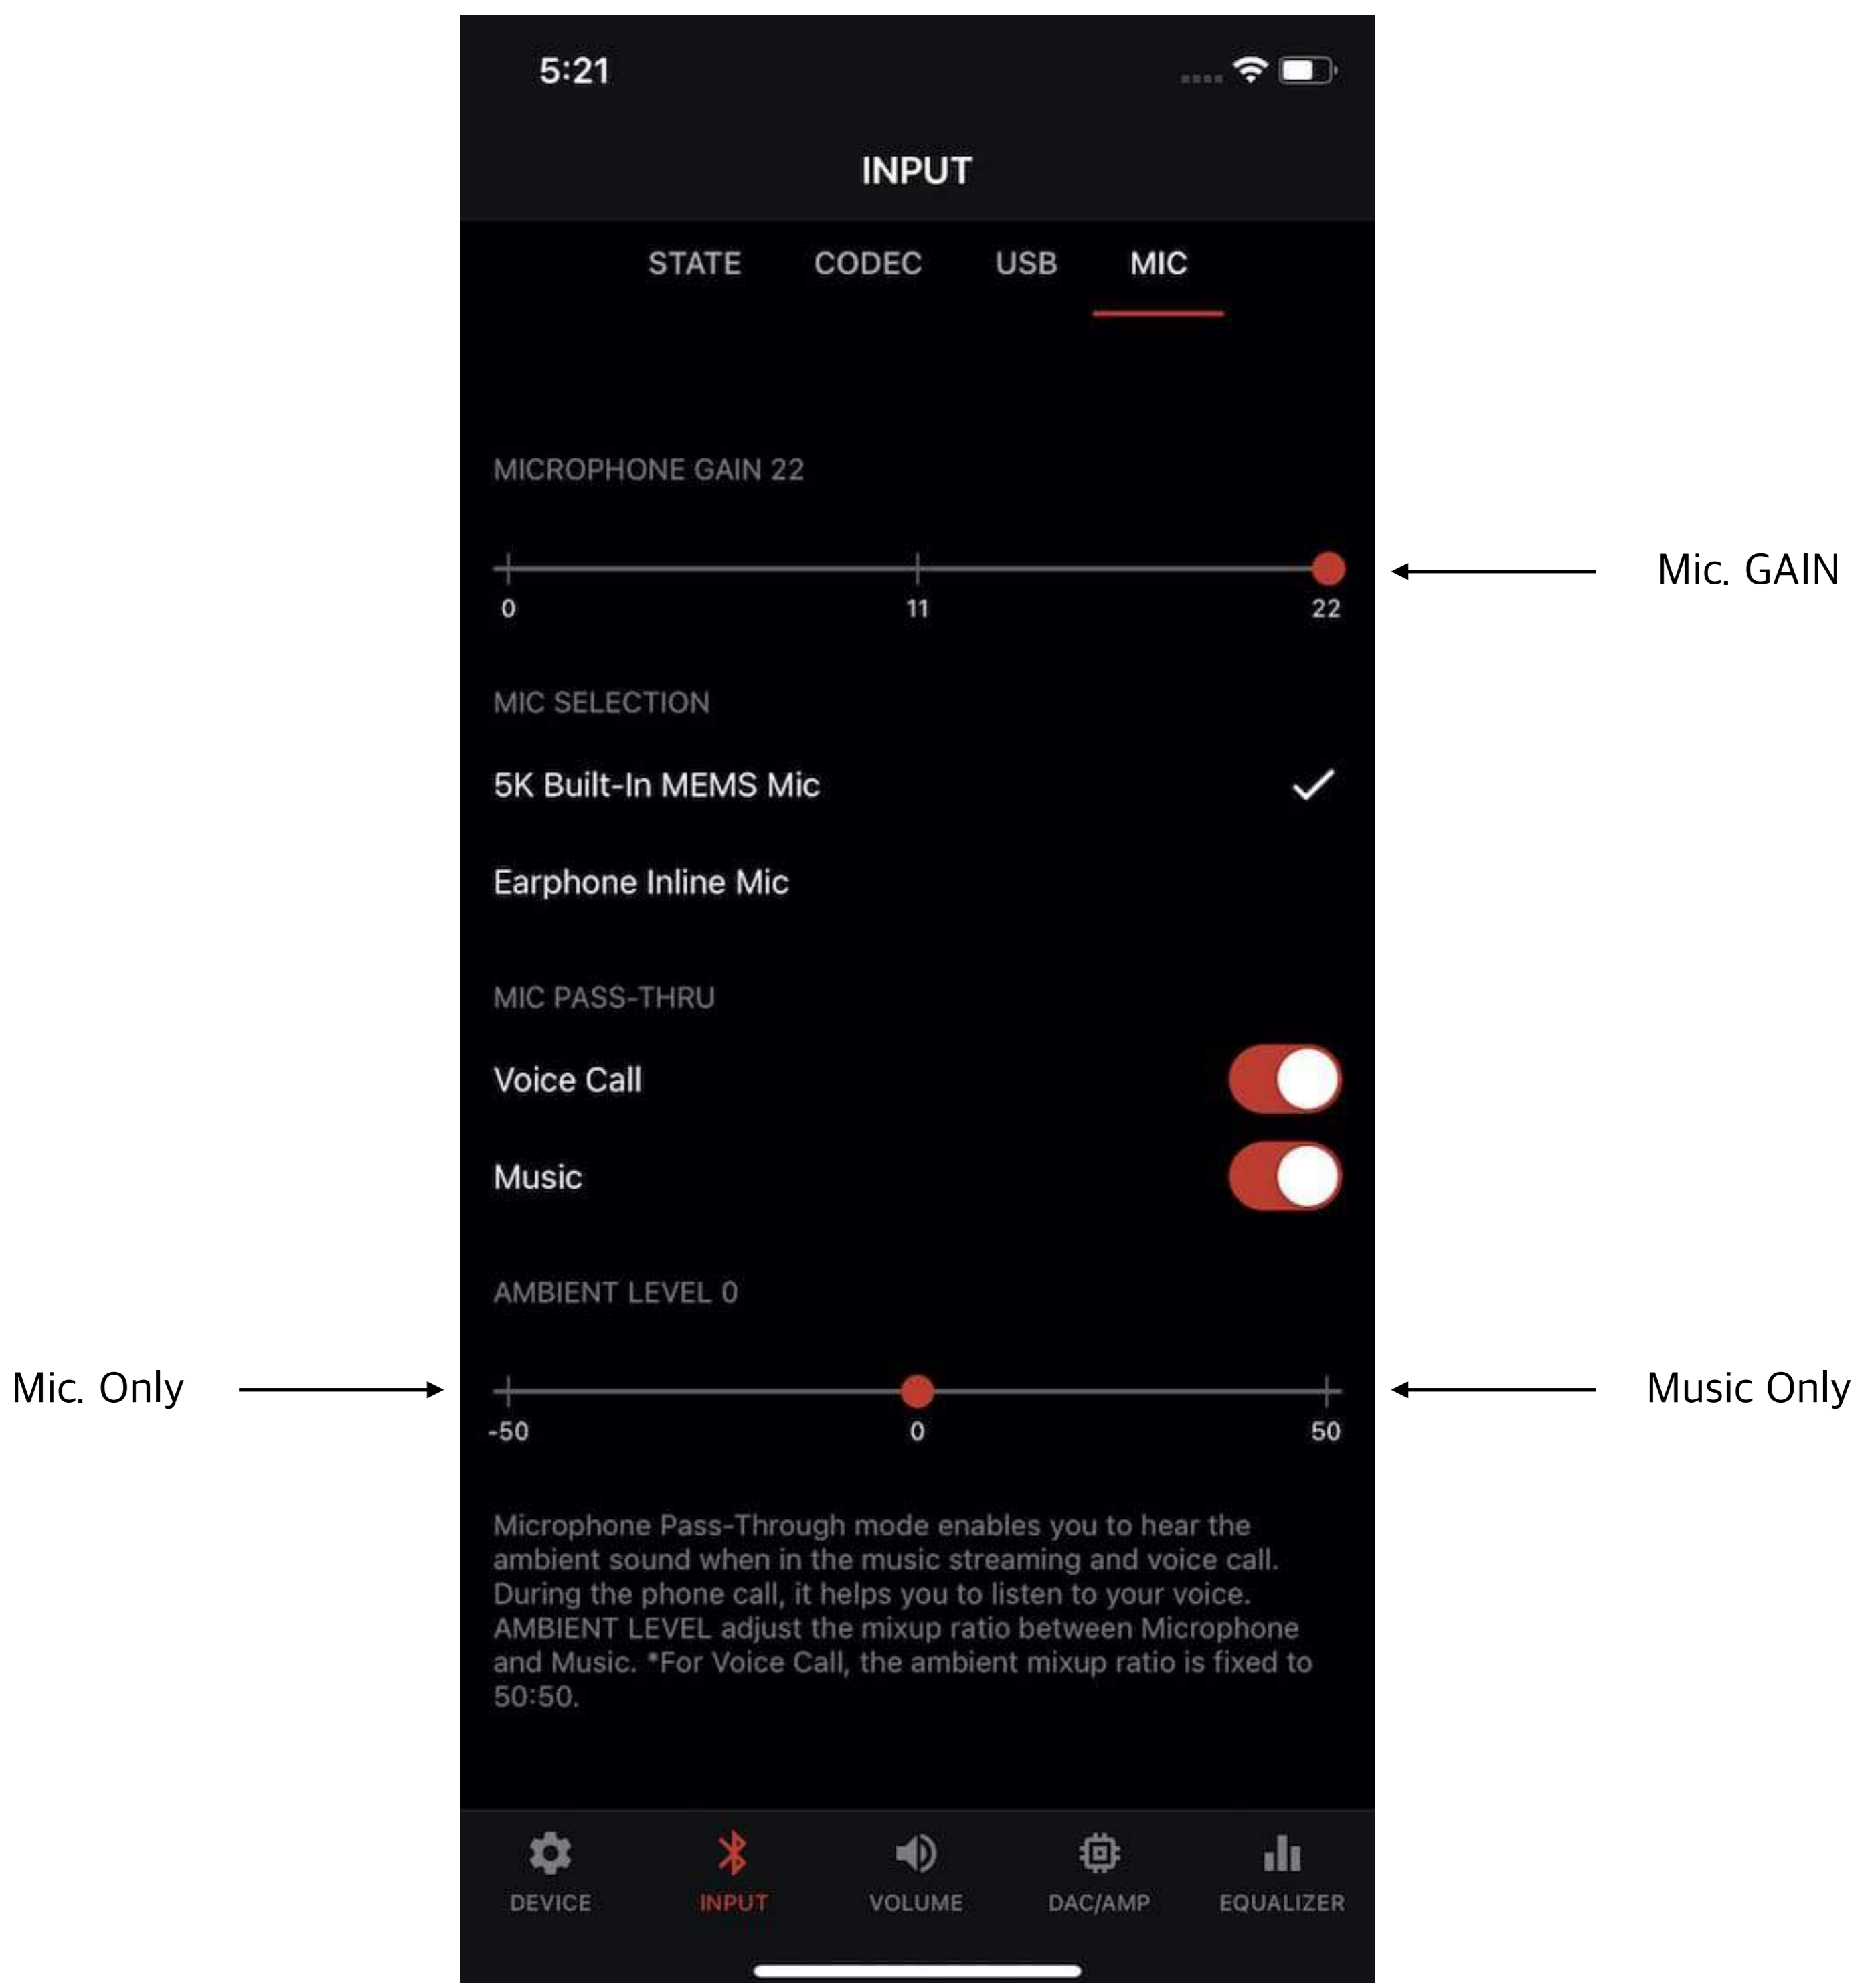 5:21
INPUT
STATE CODEC USB MIC
MICROPHONE GAIN 22
0 11 22
Mic. GAIN
MIC SELECTION
5K Built-In MEMS Mic
Earphone Inline Mic
MIC PASS-THRU
Voice Call
Music
AMBIENT LEVEL 0
Mic. Only
Music Only
-50 0 50
Microphone Pass-Through mode enables you to hear the
ambient sound when in the music streaming and voice call.
During the phone call, it helps you to listen to your voice.
AMBIENT LEVEL adjust the mixup ratio between Microphone
and Music. *For Voice Call, the ambient mixup ratio is fixed to
50:50.
DEVICE INPUT VOLUME DAC/AMP EQUALIZER